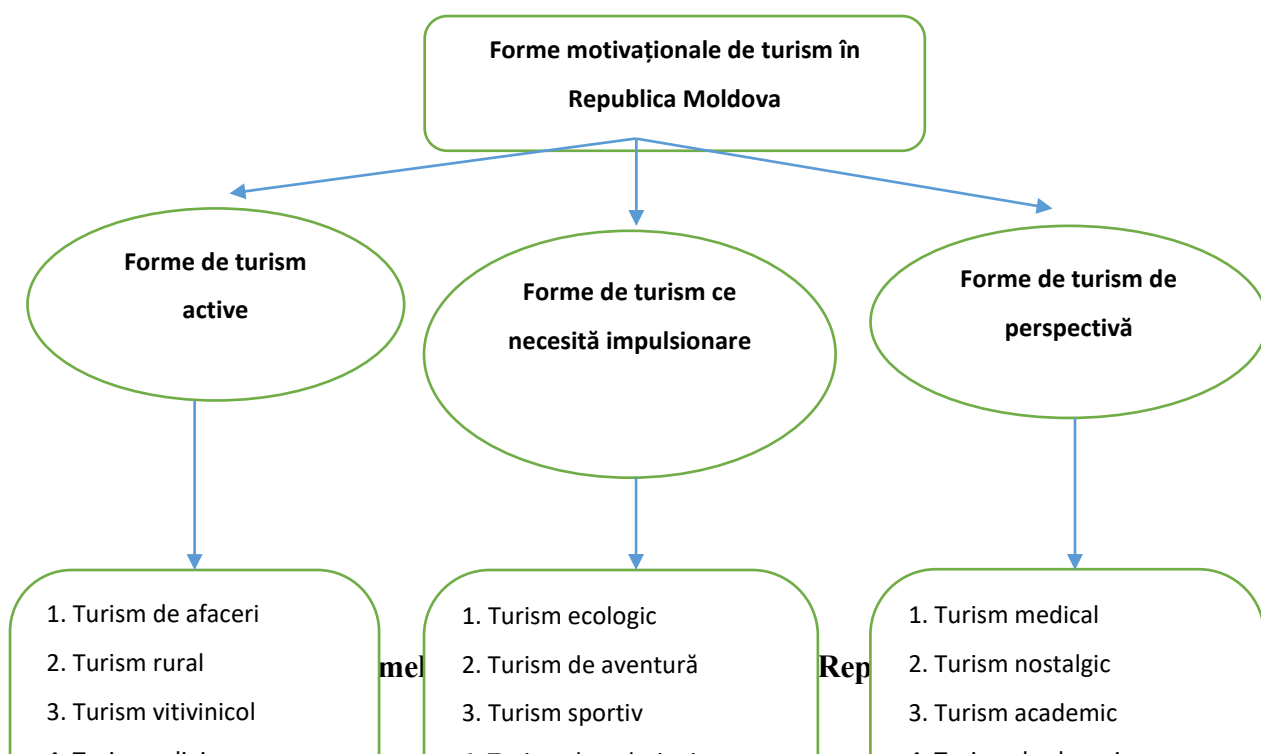 Forme motivaționale de turism în
Republica Moldova
Forme de turism
active
Forme de turism ce
necesită impulsionare
Forme de turism de
perspectivă
1. Turism de afaceri
2. Turism rural
3. Turism vitivinicol
1. Turism ecologic
2. Turism de aventură
3. Turism sportiv
1. Turism medical
2. Turism nostalgic
3. Turism academic
mel
Rep